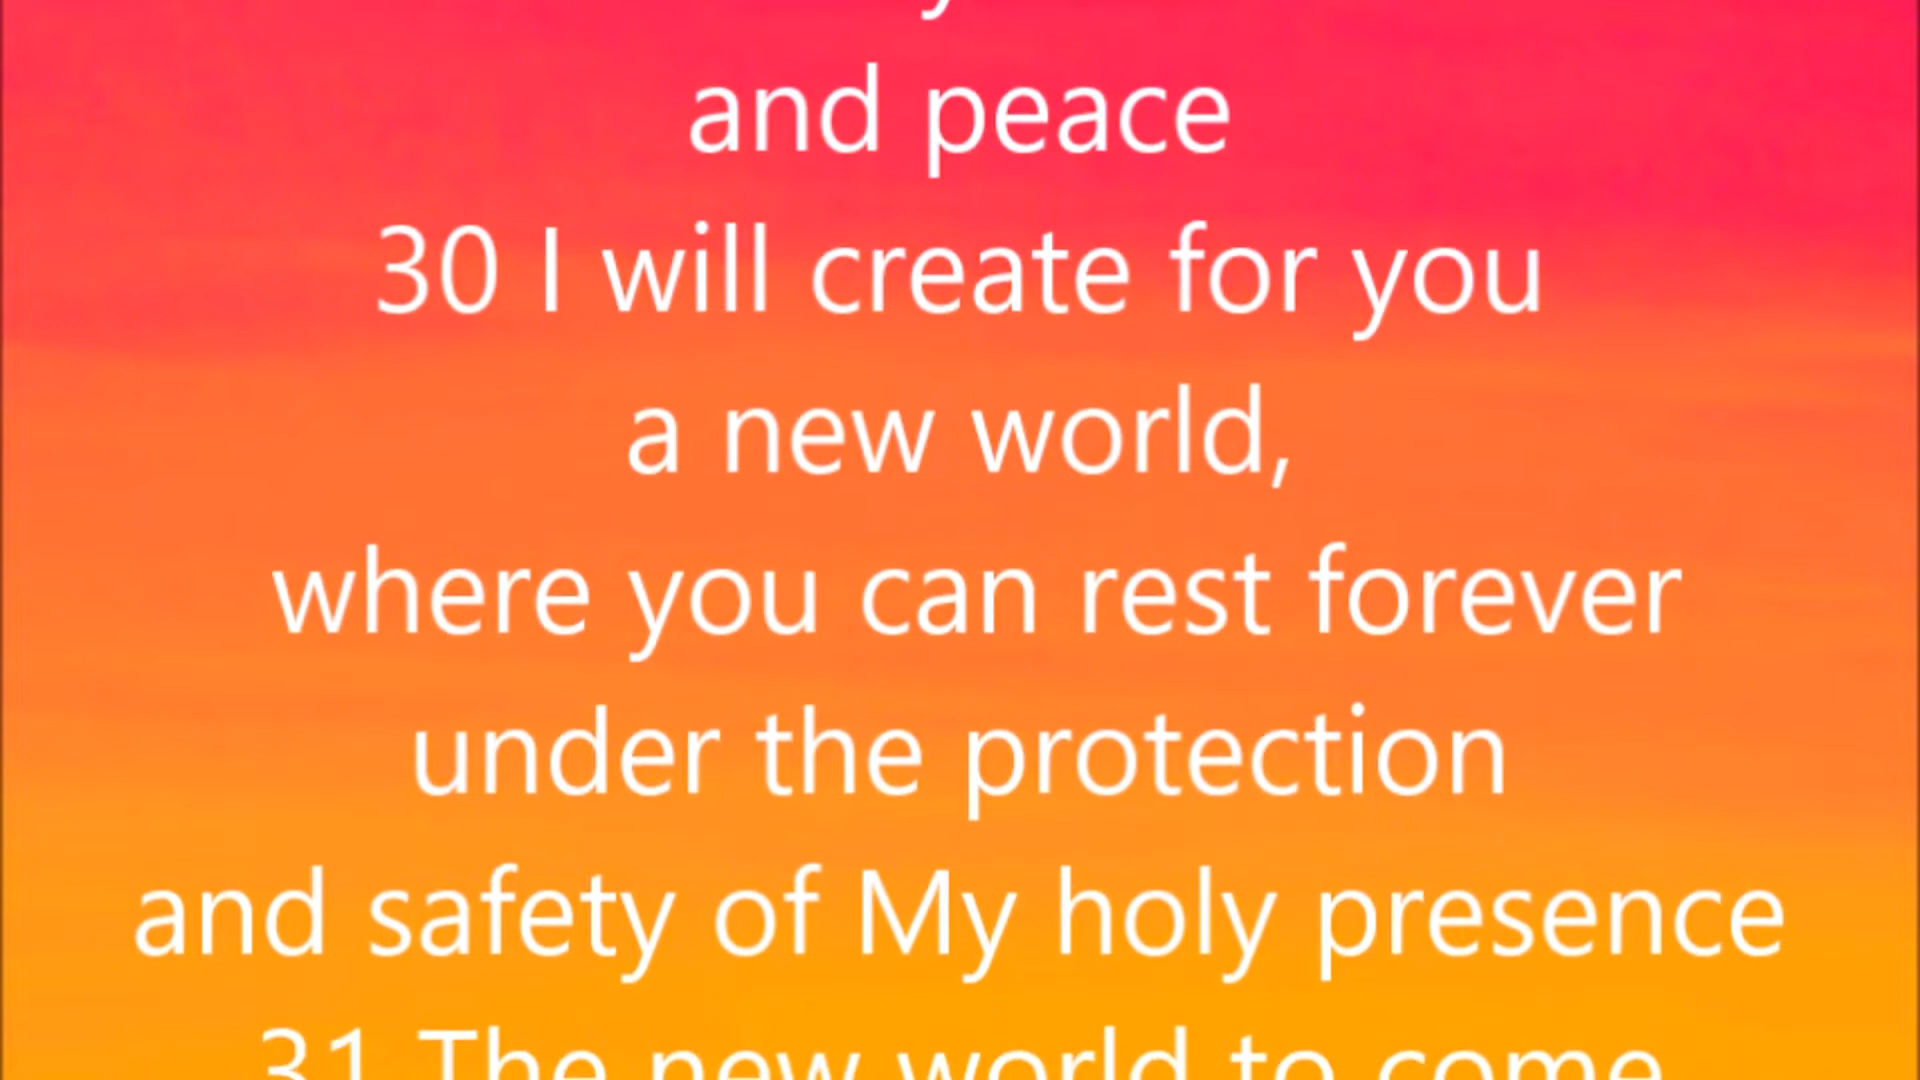 and peace
30 I will create for you
a new world,
where you can rest forever
under the protection
and safety of My holy presence
31 The new world to come